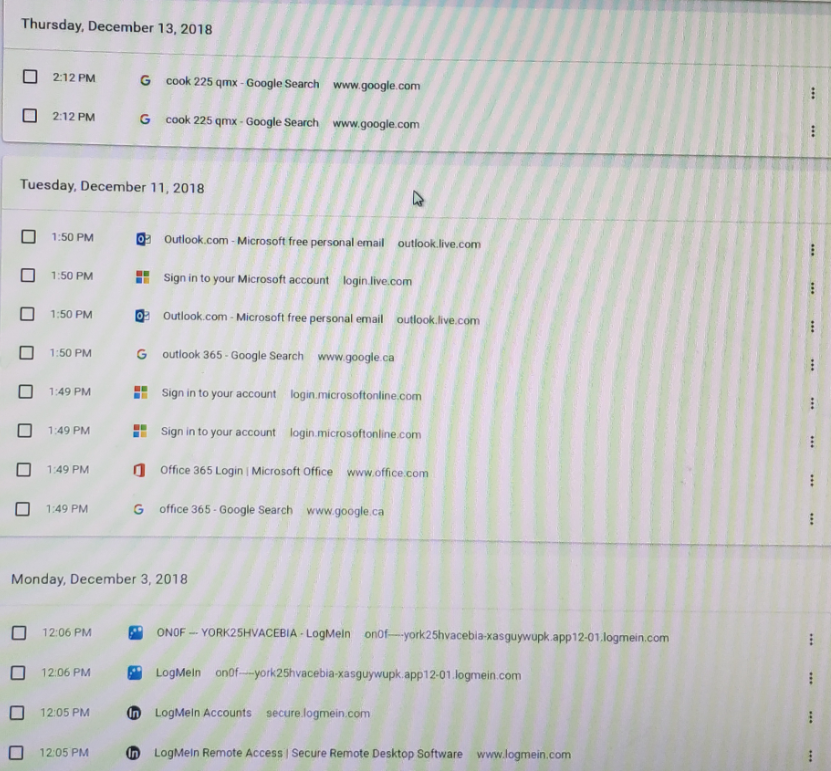 Thursday, December 13, 2018
2:12 PM cook 225 qmx - Google Search www.google.com
2:12 PM cook 225 qmx - Google Search www.google.com
Tuesday, December 11, 2018
1:50 PM Outlook.com - Microsoft free personal email outlook.live.com
1:50 PM Sign in to your Microsoft account login.live.com
1:50 PM Outlook.com - Microsoft free personal email outlook.live.com
1:50 PM outlook 365 - Google Search www.google.ca
1:49 PM Sign in to your account login.microsoftonline.com
1:49 PM Sign in to your account login.microsoftonline.com
1:49 PM Office 365 Login | Microsoft Office www.office.com
1:49 PM office 365 - Google Search www.google.ca
Monday, December 3, 2018
12:06 PM ON0F — YORK25HVACEBIA - LogMeIn on0f----york25hvacebia-xasguywupk.app12-01.logmein.com
12:06 PM LogMeIn on0f----york25hvacebia-xasguywupk.app12-01.logmein.com
12:05 PM LogMeIn Accounts secure.logmein.com
12:05 PM LogMeIn Remote Access | Secure Remote Desktop Software www.logmein.com